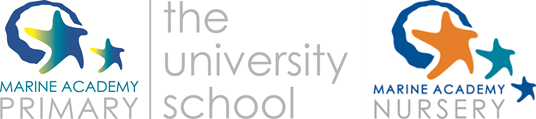 MARINE ACADEMY
PRIMARY
the
university
school
MARINE ACADEMY
NURSERY